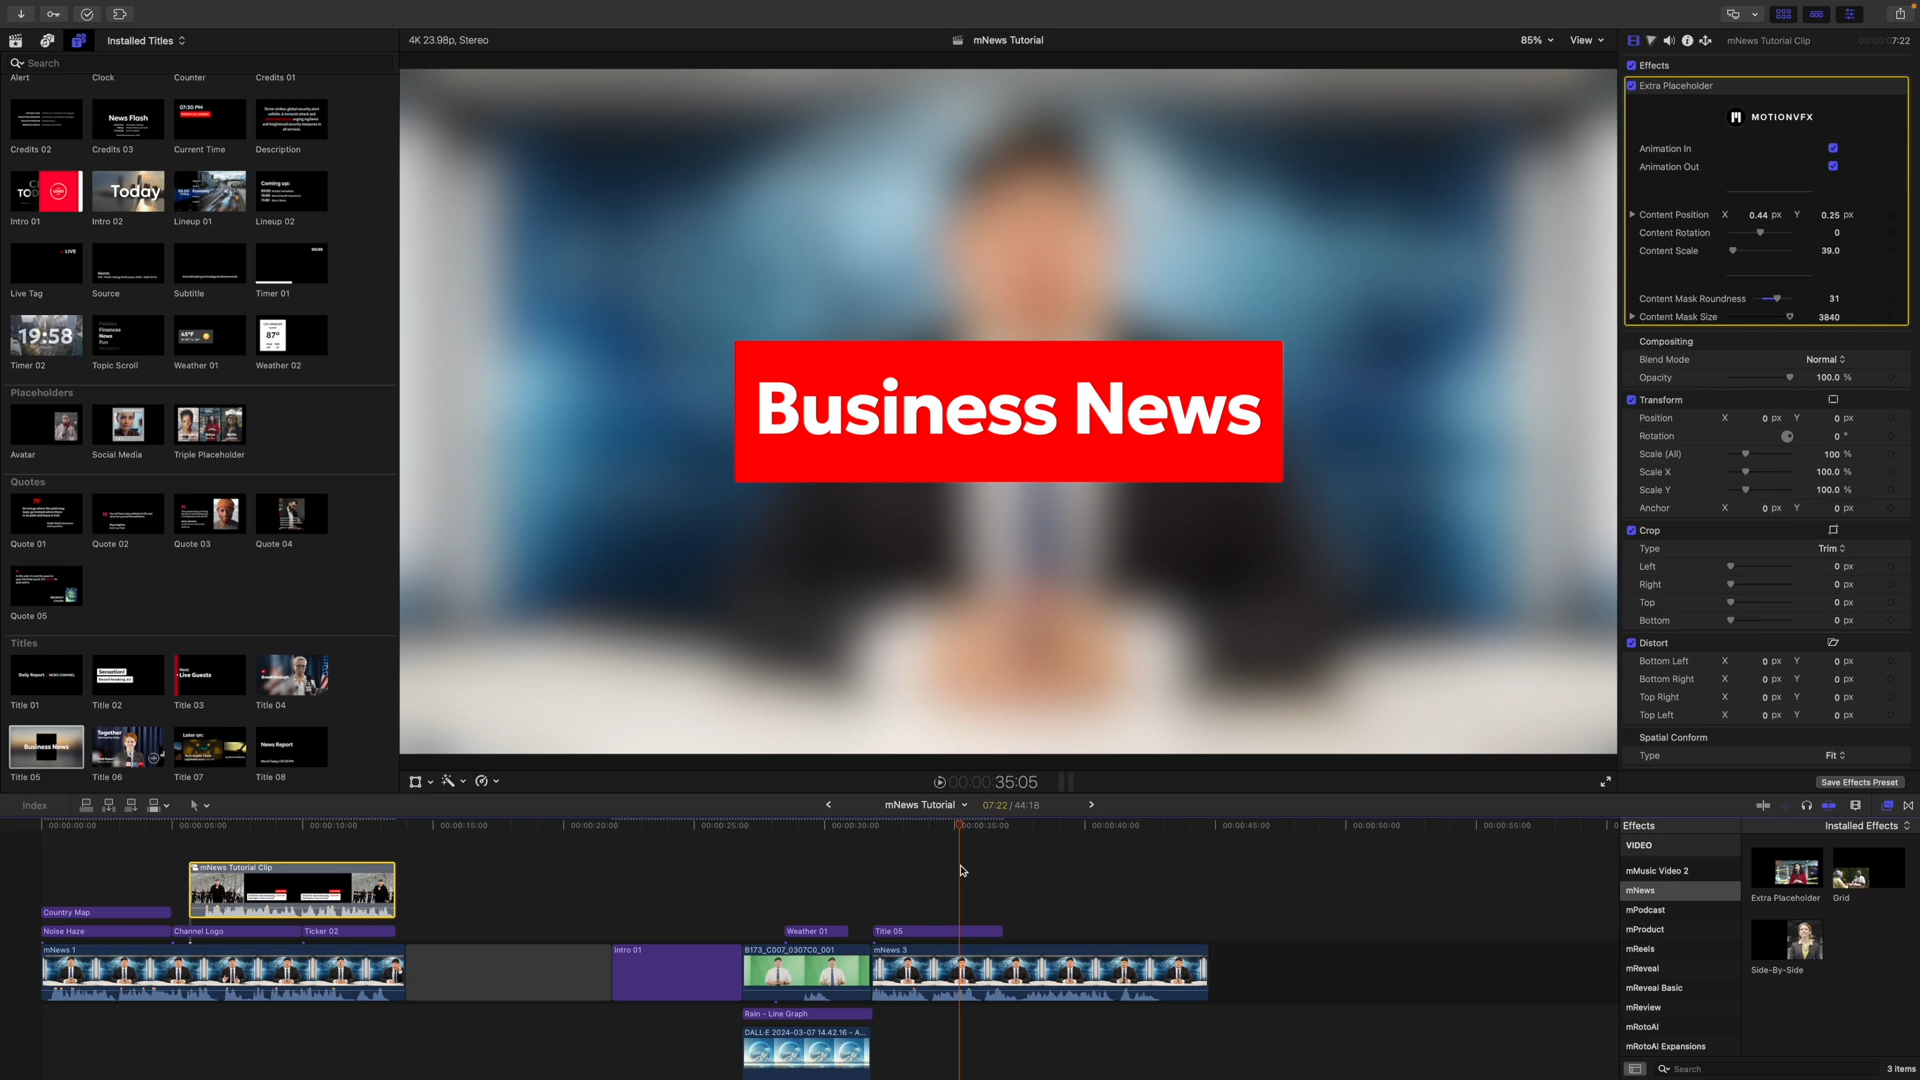 Installed Titles
4K 23.98p, Stereo
mNews Tutorial
85%
View
mNews Tutorial Clip
00:00:07:22
Search
Effects
Alert
Clock
Counter
Credits 01
Extra Placeholder
MOTIONVFX
News Flash
07:30 PM
Credits 02
Credits 03
Current Time
Description
Animation In
Animation Out
Today
Coming up:
Intro 01
Intro 02
Lineup 01
Lineup 02
Content Position X 0.44 px Y 0.25 px
Content Rotation 0
Content Scale 39.0
LIVE
Live Tag
Source
Subtitle
Timer 01
Content Mask Roundness 31
Content Mask Size 3840
19:58
45°F
87°
Timer 02
Topic Scroll
Weather 01
Weather 02
Compositing
Blend Mode Normal
Opacity 100.0 %
Business News
Placeholders
Avatar
Social Media
Triple Placeholder
Transform
Position X 0 px Y 0 px
Rotation 0 °
Scale (All) 100 %
Scale X 100.0 %
Scale Y 100.0 %
Anchor X 0 px Y 0 px
Quotes
Quote 01
Quote 02
Quote 03
Quote 04
Quote 05
Crop
Type Trim
Left 0 px
Right 0 px
Top 0 px
Bottom 0 px
Titles
Daily Report NEWS CHANNEL
Sensation!
Live Guests
Breakthrough
Title 01
Title 02
Title 03
Title 04
Distort
Bottom Left X 0 px Y 0 px
Bottom Right X 0 px Y 0 px
Top Right X 0 px Y 0 px
Top Left X 0 px Y 0 px
Business News
Together
Later on:
News Report
Title 05
Title 06
Title 07
Title 08
Spatial Conform
Type Fit
00:00:00:35:05
Save Effects Preset
Index
mNews Tutorial
07:22 / 44:18
00:00:00:00
00:00:05:00
00:00:10:00
00:00:15:00
00:00:20:00
00:00:25:00
00:00:30:00
00:00:35:00
00:00:40:00
00:00:45:00
00:00:50:00
00:00:55:00
Effects
Installed Effects
VIDEO
mMusic Video 2
mNews
mPodcast
mProduct
mReels
mReveal
mReveal Basic
mReview
mRotoAI
mRotoAI Expansions
Extra Placeholder
Grid
Side-By-Side
mNews Tutorial Clip
Country Map
Noise Haze
Channel Logo
Ticker 02
Weather 01
Title 05
mNews 1
Intro 01
B173_C007_0307C0_001
mNews 3
Rain – Line Graph
DALL·E 2024-03-07 14.42.16 - A...
Search
3 items